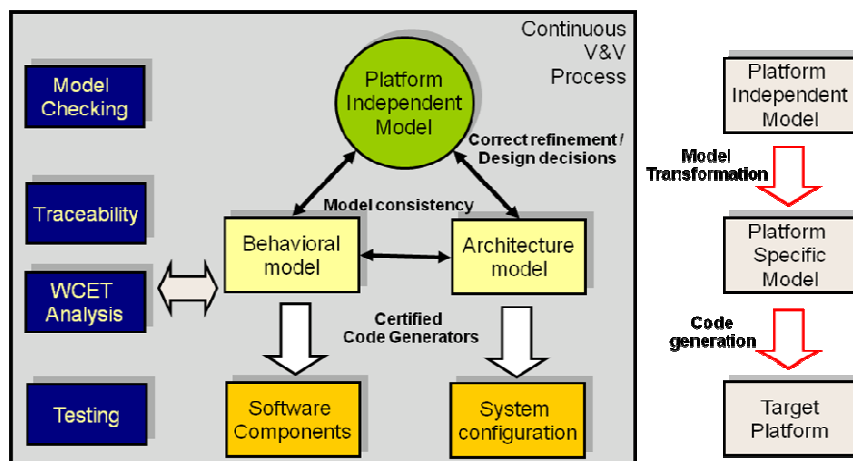 Continuous
V&V
Process
Model
Checking
Platform
Independent
Model
Correct refinement /
Design decisions
Traceability
Model consistency
Behavioral
model
Architecture
model
WCET
Analysis
Certified
Code Generators
Testing
Software
Components
System
configuration
Platform
Independent
Model
Model
Transformation
Platform
Specific
Model
Code
generation
Target
Platform